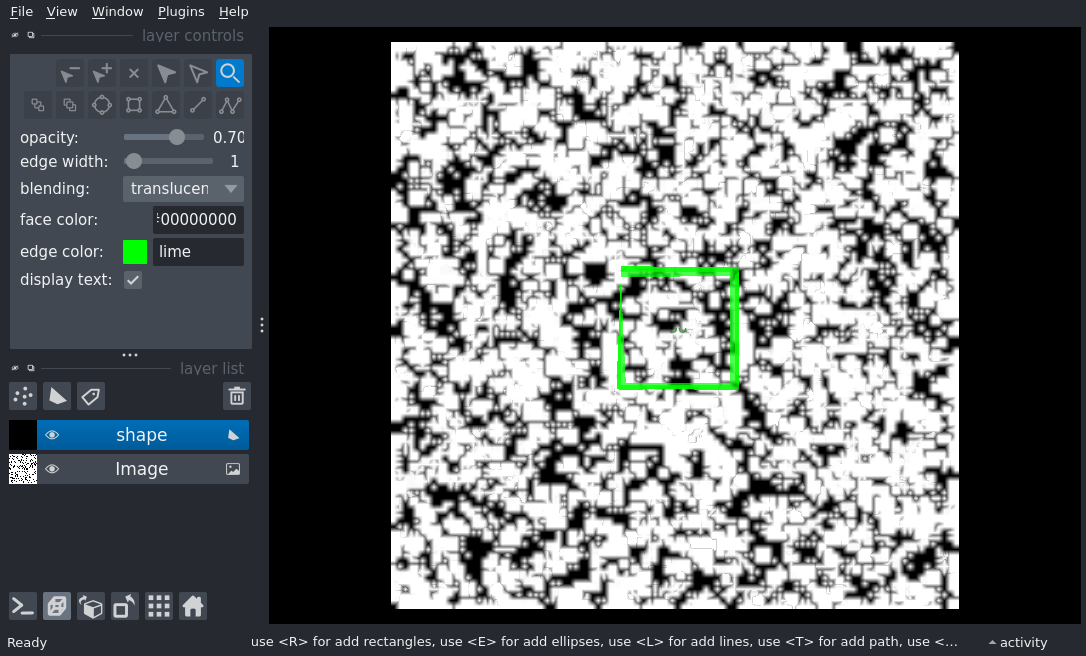 File View Window Plugins Help
layer controls
opacity: 0.70
edge width: 1
blending: translucen
face color: 00000000
edge color: lime
display text:
layer list
shape
Image
Ready use <R> for add rectangles, use <E> for add ellipses, use <L> for add lines, use <T> for add path, use <... activity